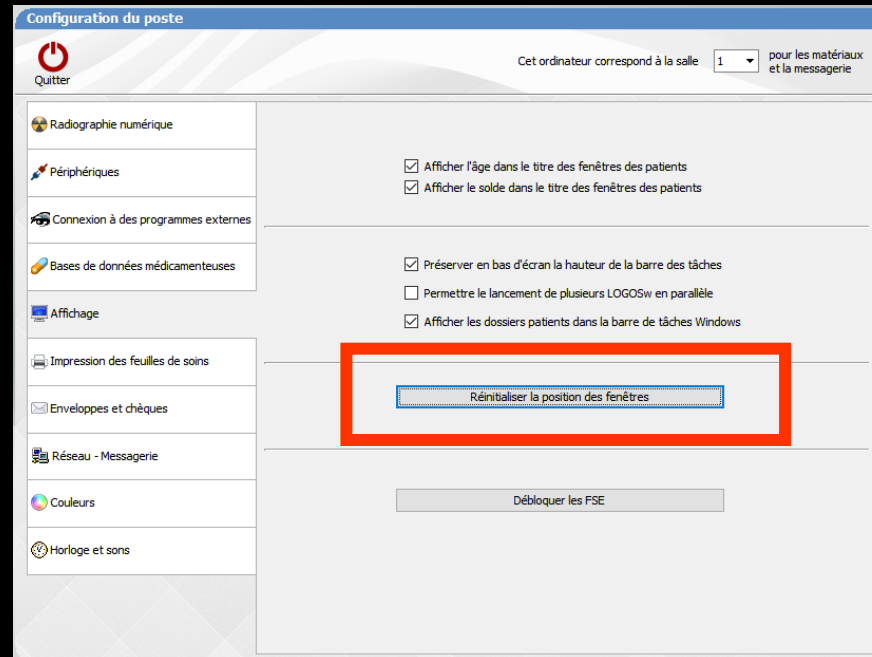 Configuration du poste
Quitter
Cet ordinateur correspond à la salle 1 pour les matériaux
et la messagerie
Radiographie numérique
Périphériques
Connexion à des programmes externes
Bases de données médicamenteuses
Affichage
Impression des feuilles de soins
Enveloppes et chèques
Réseau - Messagerie
Couleurs
Horloge et sons
Afficher l'âge dans le titre des fenêtres des patients
Afficher le solde dans le titre des fenêtres des patients
Préserver en bas d'écran la hauteur de la barre des tâches
Permettre le lancement de plusieurs LOGOSw en parallèle
Afficher les dossiers patients dans la barre de tâches Windows
Réinitialiser la position des fenêtres
Débloquer les FSE